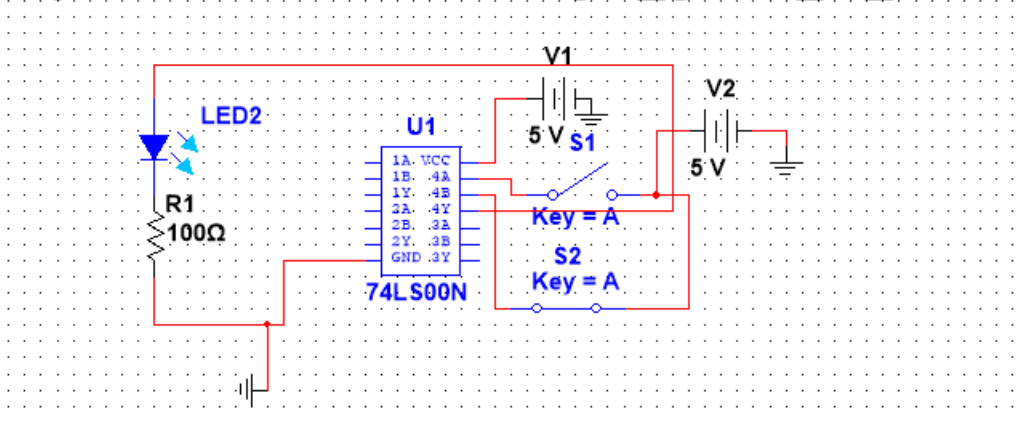 V1
V2
LED2
U1
5 V
S1
5 V
1A VCC
1B 4A
1Y 4B
2A 4Y
2B 3A
2Y 3B
GND 3Y
R1
100Ω
Key = A
S2
Key = A
74LS00N